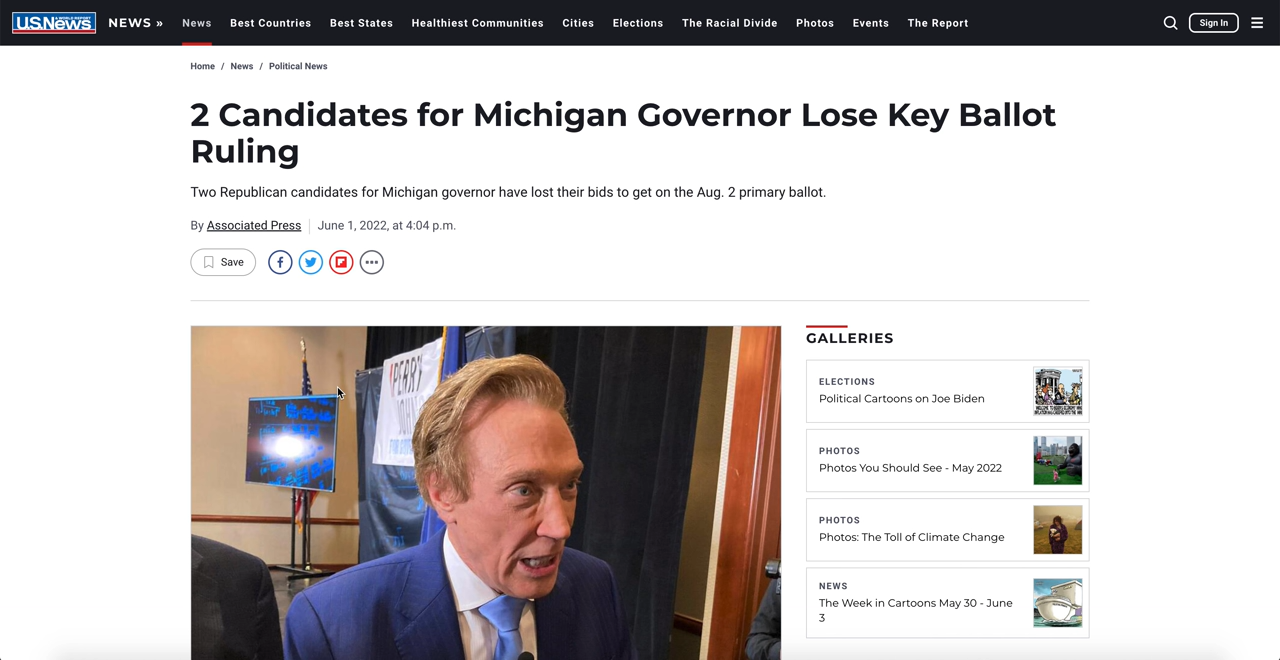 U.S.News
NEWS »
News
Best Countries
Best States
Healthiest Communities
Cities
Elections
The Racial Divide
Photos
Events
The Report
Sign In
Home / News / Political News
2 Candidates for Michigan Governor Lose Key Ballot
Ruling
Two Republican candidates for Michigan governor have lost their bids to get on the Aug. 2 primary ballot.
By Associated Press
June 1, 2022, at 4:04 p.m.
Save
PERRY
GALLERIES
ELECTIONS
Political Cartoons on Joe Biden
PHOTOS
Photos You Should See - May 2022
PHOTOS
Photos: The Toll of Climate Change
NEWS
The Week in Cartoons May 30 - June
3